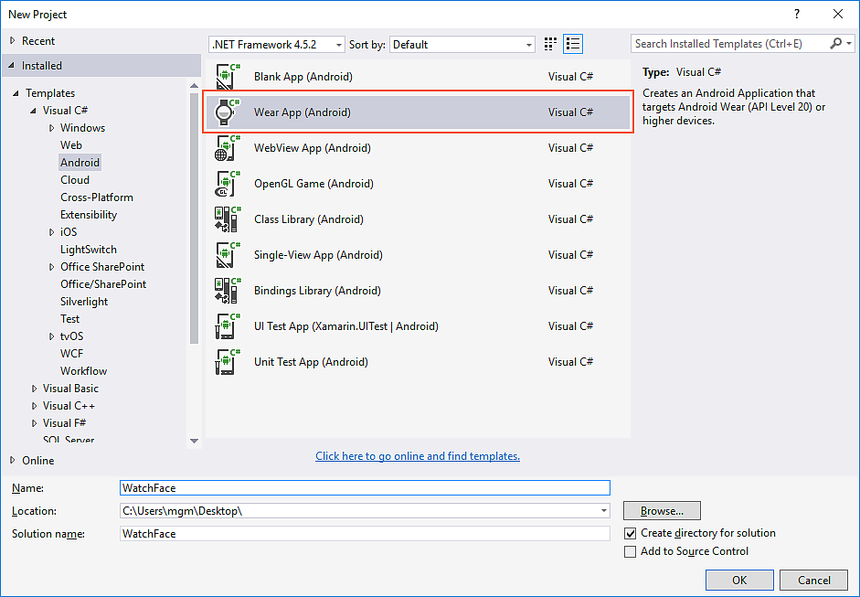 New Project
?
Recent
.NET Framework 4.5.2
Sort by:
Default
Search Installed Templates (Ctrl+E)
Installed
Templates
Visual C#
Windows
Web
Android
Cloud
Cross-Platform
Extensibility
iOS
LightSwitch
Office SharePoint
Office/SharePoint
Silverlight
Test
tvOS
WCF
Workflow
Visual Basic
Visual C++
Visual F#
SQL Server
Online
Blank App (Android) Visual C#
Wear App (Android) Visual C#
WebView App (Android) Visual C#
OpenGL Game (Android) Visual C#
Class Library (Android) Visual C#
Single-View App (Android) Visual C#
Bindings Library (Android) Visual C#
UI Test App (Xamarin.UITest | Android) Visual C#
Unit Test App (Android) Visual C#
Click here to go online and find templates.
Type: Visual C#
Creates an Android Application that
targets Android Wear (API Level 20) or
higher devices.
Name: WatchFace
Location: C:\Users\mgm\Desktop\
Browse...
Solution name: WatchFace
Create directory for solution
Add to Source Control
OK
Cancel